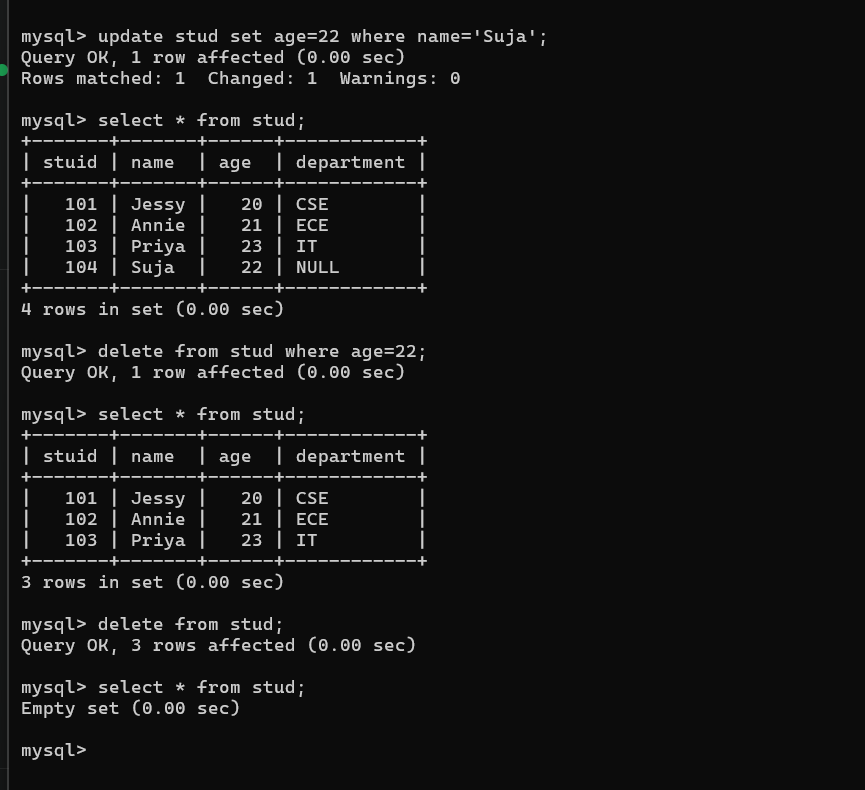 mysql> update stud set age=22 where name='Suja';
Query OK, 1 row affected (0.00 sec)
Rows matched: 1  Changed: 1  Warnings: 0
mysql> select * from stud;
+-------+-------+------+------------+
| stuid | name  | age  | department |
+-------+-------+------+------------+
|   101 | Jessy |   20 | CSE        |
|   102 | Annie |   21 | ECE        |
|   103 | Priya |   23 | IT         |
|   104 | Suja  |   22 | NULL       |
+-------+-------+------+------------+
4 rows in set (0.00 sec)
mysql> delete from stud where age=22;
Query OK, 1 row affected (0.00 sec)
mysql> select * from stud;
+-------+-------+------+------------+
| stuid | name  | age  | department |
+-------+-------+------+------------+
|   101 | Jessy |   20 | CSE        |
|   102 | Annie |   21 | ECE        |
|   103 | Priya |   23 | IT         |
+-------+-------+------+------------+
3 rows in set (0.00 sec)
mysql> delete from stud;
Query OK, 3 rows affected (0.00 sec)
mysql> select * from stud;
Empty set (0.00 sec)
mysql>